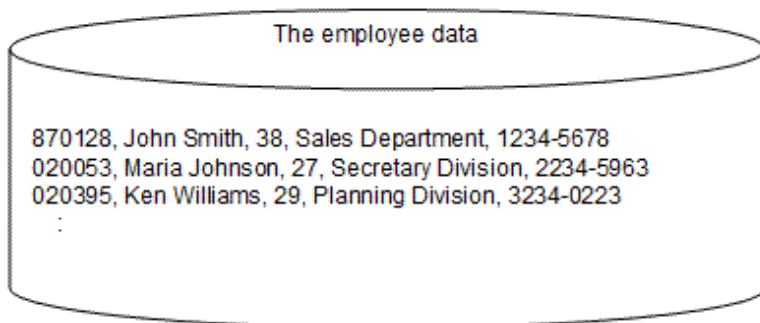 The employee data
870128, John Smith, 38, Sales Department, 1234-5678
020053, Maria Johnson, 27, Secretary Division, 2234-5963
020395, Ken Williams, 29, Planning Division, 3234-0223
: